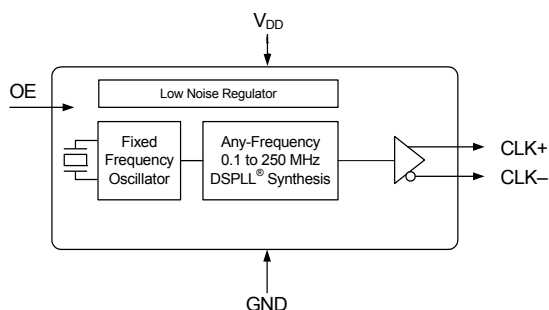 VDD
OE
Low Noise Regulator
Fixed
Frequency
Oscillator
Any-Frequency
0.1 to 250 MHz
DSPLL® Synthesis
CLK+
CLK–
GND